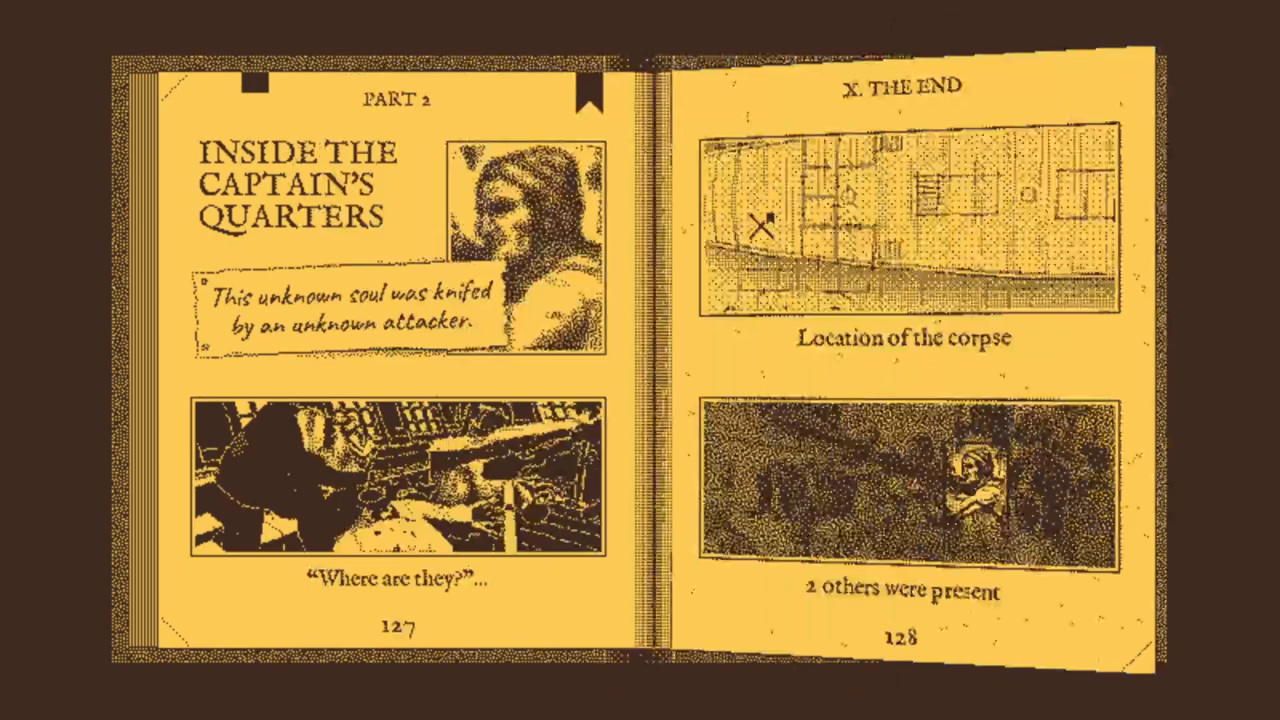 PART 2
INSIDE THE
CAPTAIN'S
QUARTERS
This unknown soul was knifed
by an unknown attacker.
"Where are they?"...
127
X. THE END
Location of the corpse
2 others were present
128